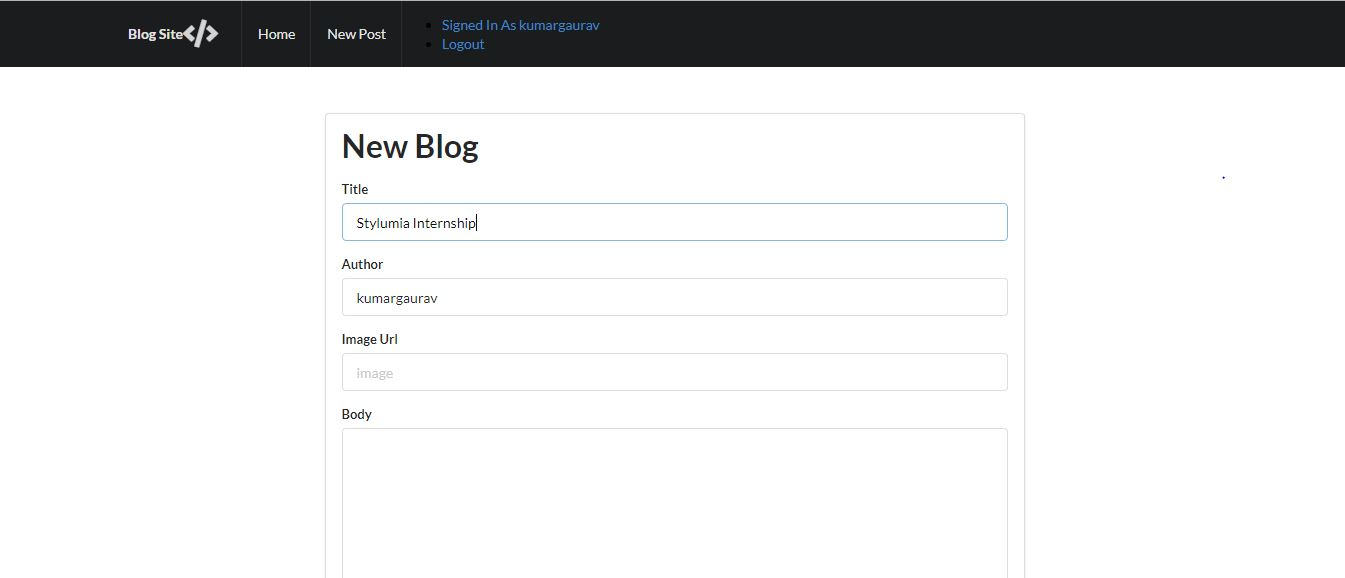 Blog Site</> Home New Post
Signed In As kumargaurav
Logout
New Blog
Title
Stylumia Internship
Author
kumargaurav
Image Url
image
Body